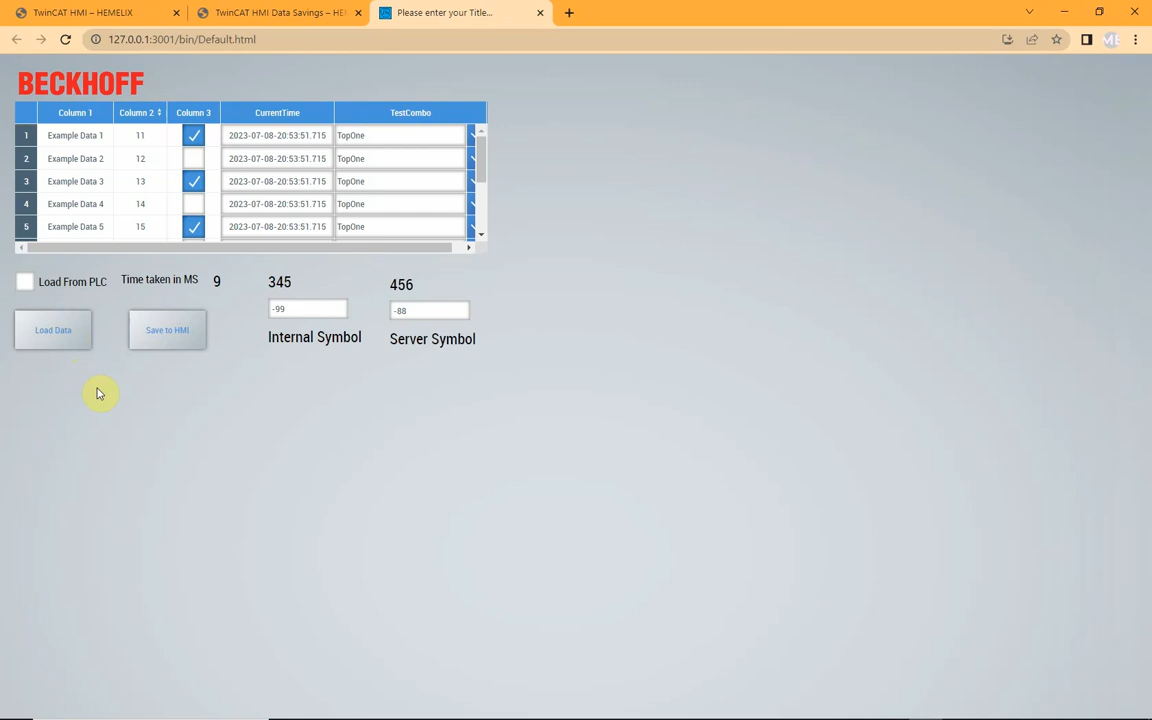 TwinCAT HMI – HEMELIX
TwinCAT HMI Data Savings – HEM
Please enter your Title...
127.0.0.1:3001/bin/Default.html
BECKHOFF
Column 1 Column 2 Column 3 CurrentTime TestCombo
1 Example Data 1 11 2023-07-08-20:53:51.715 TopOne
2 Example Data 2 12 2023-07-08-20:53:51.715 TopOne
3 Example Data 3 13 2023-07-08-20:53:51.715 TopOne
4 Example Data 4 14 2023-07-08-20:53:51.715 TopOne
5 Example Data 5 15 2023-07-08-20:53:51.715 TopOne
Load From PLC Time taken in MS 9 345 456
-99 -88
Load Data Save to HMI Internal Symbol Server Symbol